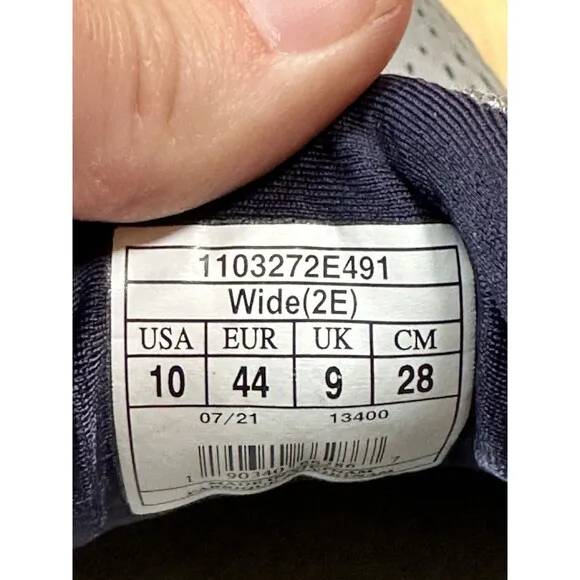 1103272E491
Wide(2E)
USA EUR UK CM
10 44 9 28
07/21 13400